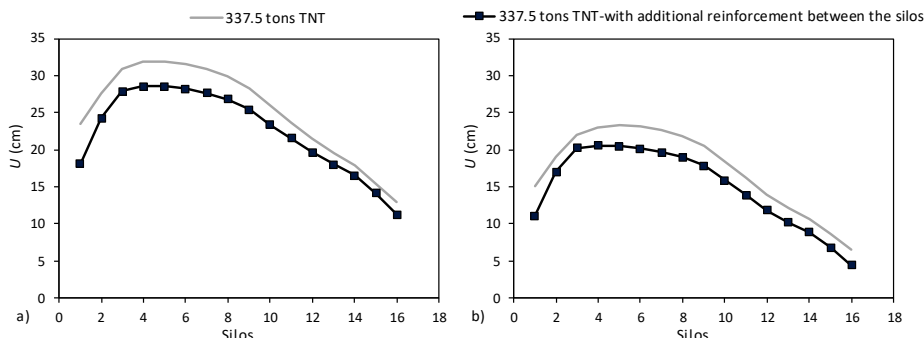 337.5 tons TNT
337.5 tons TNT-with additional reinforcement between the silos
35
30
25
20
15
10
5
0
U (cm)
a)
0 2 4 6 8 10 12 14 16 18
Silos
35
30
25
20
15
10
5
0
U (cm)
b)
0 2 4 6 8 10 12 14 16 18
Silos